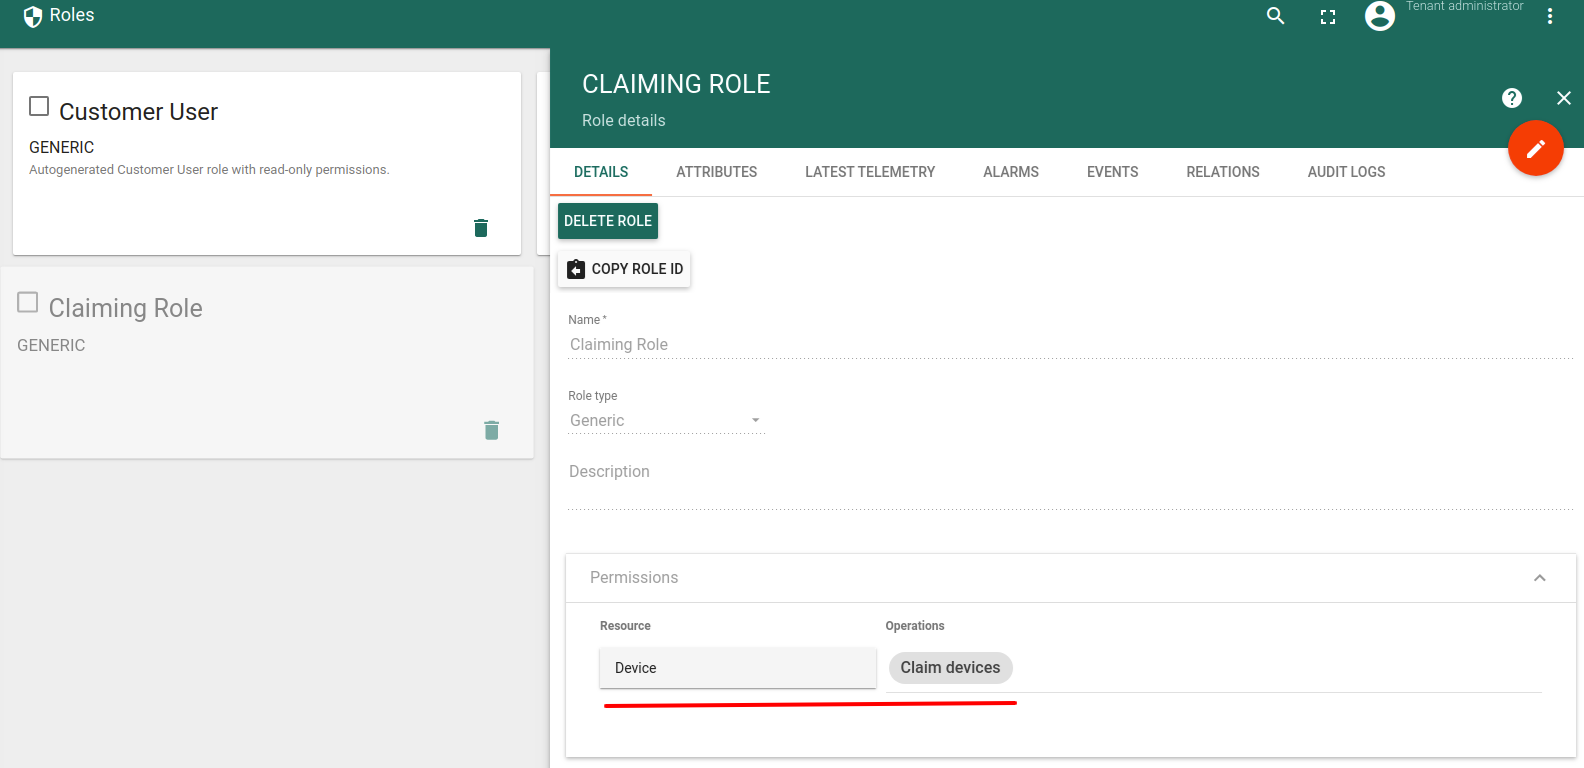 Roles
Tenant administrator
Customer User
GENERIC
Autogenerated Customer User role with read-only permissions.
Claiming Role
GENERIC
CLAIMING ROLE
Role details
DETAILS ATTRIBUTES LATEST TELEMETRY ALARMS EVENTS RELATIONS AUDIT LOGS
DELETE ROLE
COPY ROLE ID
Name *
Claiming Role
Role type
Generic
Description
Permissions
Resource Operations
Device Claim devices